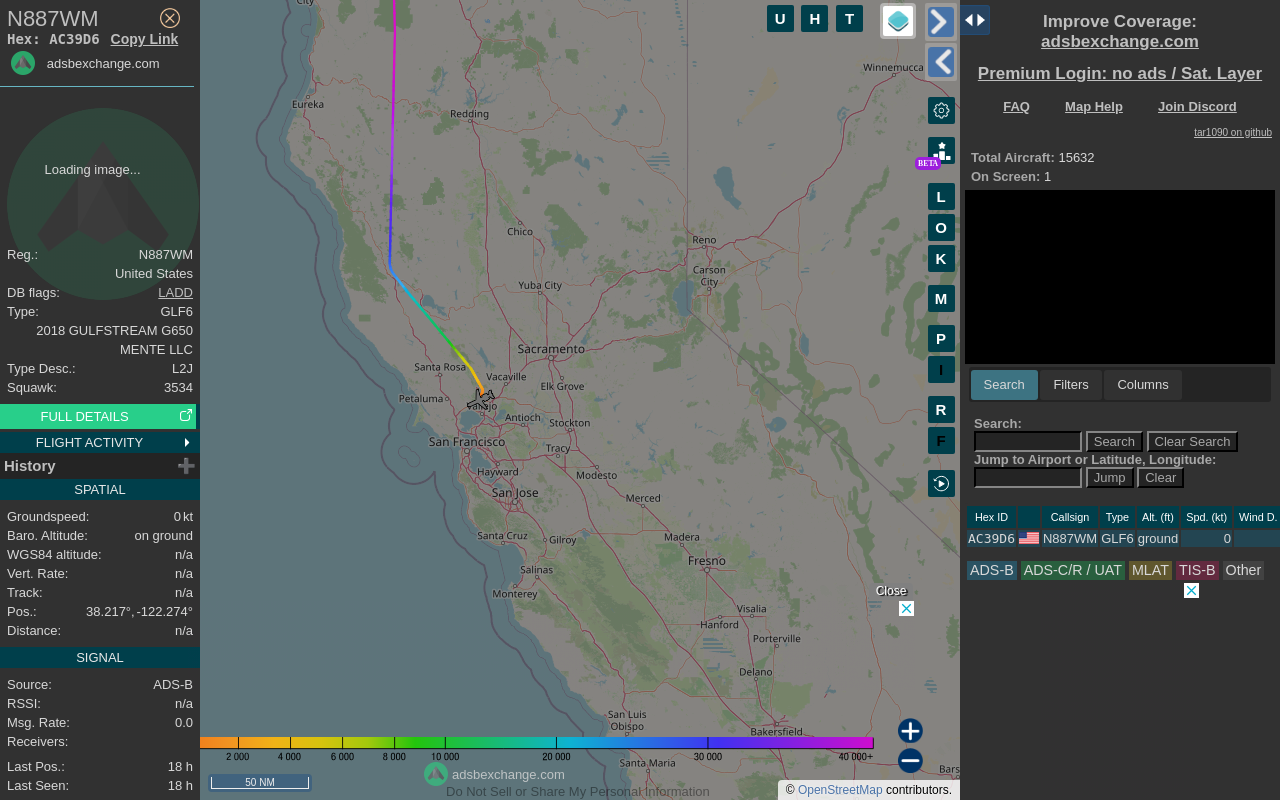 N887WM
Hex: AC39D6 Copy Link
adsbexchange.com
Loading image...
Reg.: N887WM
United States
DB flags: LADD
Type: GLF6
2018 GULFSTREAM G650
MENTE LLC
Type Desc.: L2J
Squawk: 3534
FULL DETAILS
FLIGHT ACTIVITY
History
SPATIAL
Groundspeed: 0 kt
Baro. Altitude: on ground
WGS84 altitude: n/a
Vert. Rate: n/a
Track: n/a
Pos.: 38.217°, -122.274°
Distance: n/a
SIGNAL
Source: ADS-B
RSSI: n/a
Msg. Rate: 0.0
Receivers:
Last Pos.: 18 h
Last Seen: 18 h
City
U H T
Winnemucca
Eureka
Redding
Chico
Reno
Carson
City
Yuba City
Sacramento
Santa Rosa
Vacaville
Elk Grove
Petaluma
Vallejo
Antioch
Stockton
San Francisco
Tracy
Hayward
Modesto
San Jose
Merced
Santa Cruz
Gilroy
Madera
Fresno
Salinas
Monterey
Visalia
Hanford
Porterville
Delano
San Luis
Obispo
Bakersfield
Santa Maria
Bars
BETA
L
O
K
M
P
I
R
F
Close
2 000 4 000 6 000 8 000 10 000 20 000 30 000 40 000+
50 NM
adsbexchange.com
Do Not Sell or Share My Personal Information
© OpenStreetMap contributors.
Improve Coverage:
adsbexchange.com
Premium Login: no ads / Sat. Layer
FAQ Map Help Join Discord
tar1090 on github
Total Aircraft: 15632
On Screen: 1
Search Filters Columns
Search:
Search Clear Search
Jump to Airport or Latitude, Longitude:
Jump Clear
Hex ID Callsign Type Alt. (ft) Spd. (kt) Wind D.
AC39D6 N887WM GLF6 ground 0
ADS-B ADS-C/R / UAT MLAT TIS-B Other